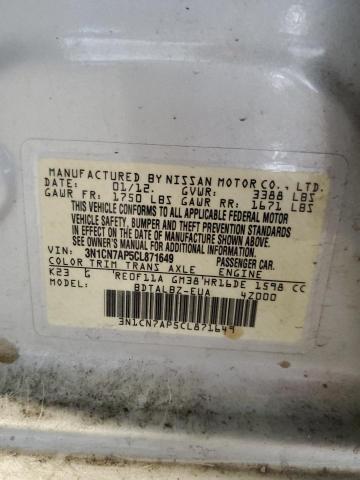 MANUFACTURED BY NISSAN MOTOR CO., LTD.
DATE: 01/12. GVWR: 3388 LBS
GAWR FR: 1750 LBS GAWR RR: 1671 LBS
THIS VEHICLE CONFORMS TO ALL APPLICABLE FEDERAL MOTOR
VEHICLE SAFETY, BUMPER, AND THEFT PREVENTION STANDARDS
IN EFFECT ON THE DATE OF MANUFACTURE SHOWN ABOVE.
SEE OWNER'S MANUAL FOR ADDITIONAL INFORMATION.
VIN: 3N1CN7AP5CL871649 PASSENGER CAR.
COLOR TRIM TRANS AXLE ENGINE
K23 G RE0F11A GM38 HR16DE 1598 CC
MODEL: BDTALBZ-EUA 4Z000
3N1CN7AP5CL871649